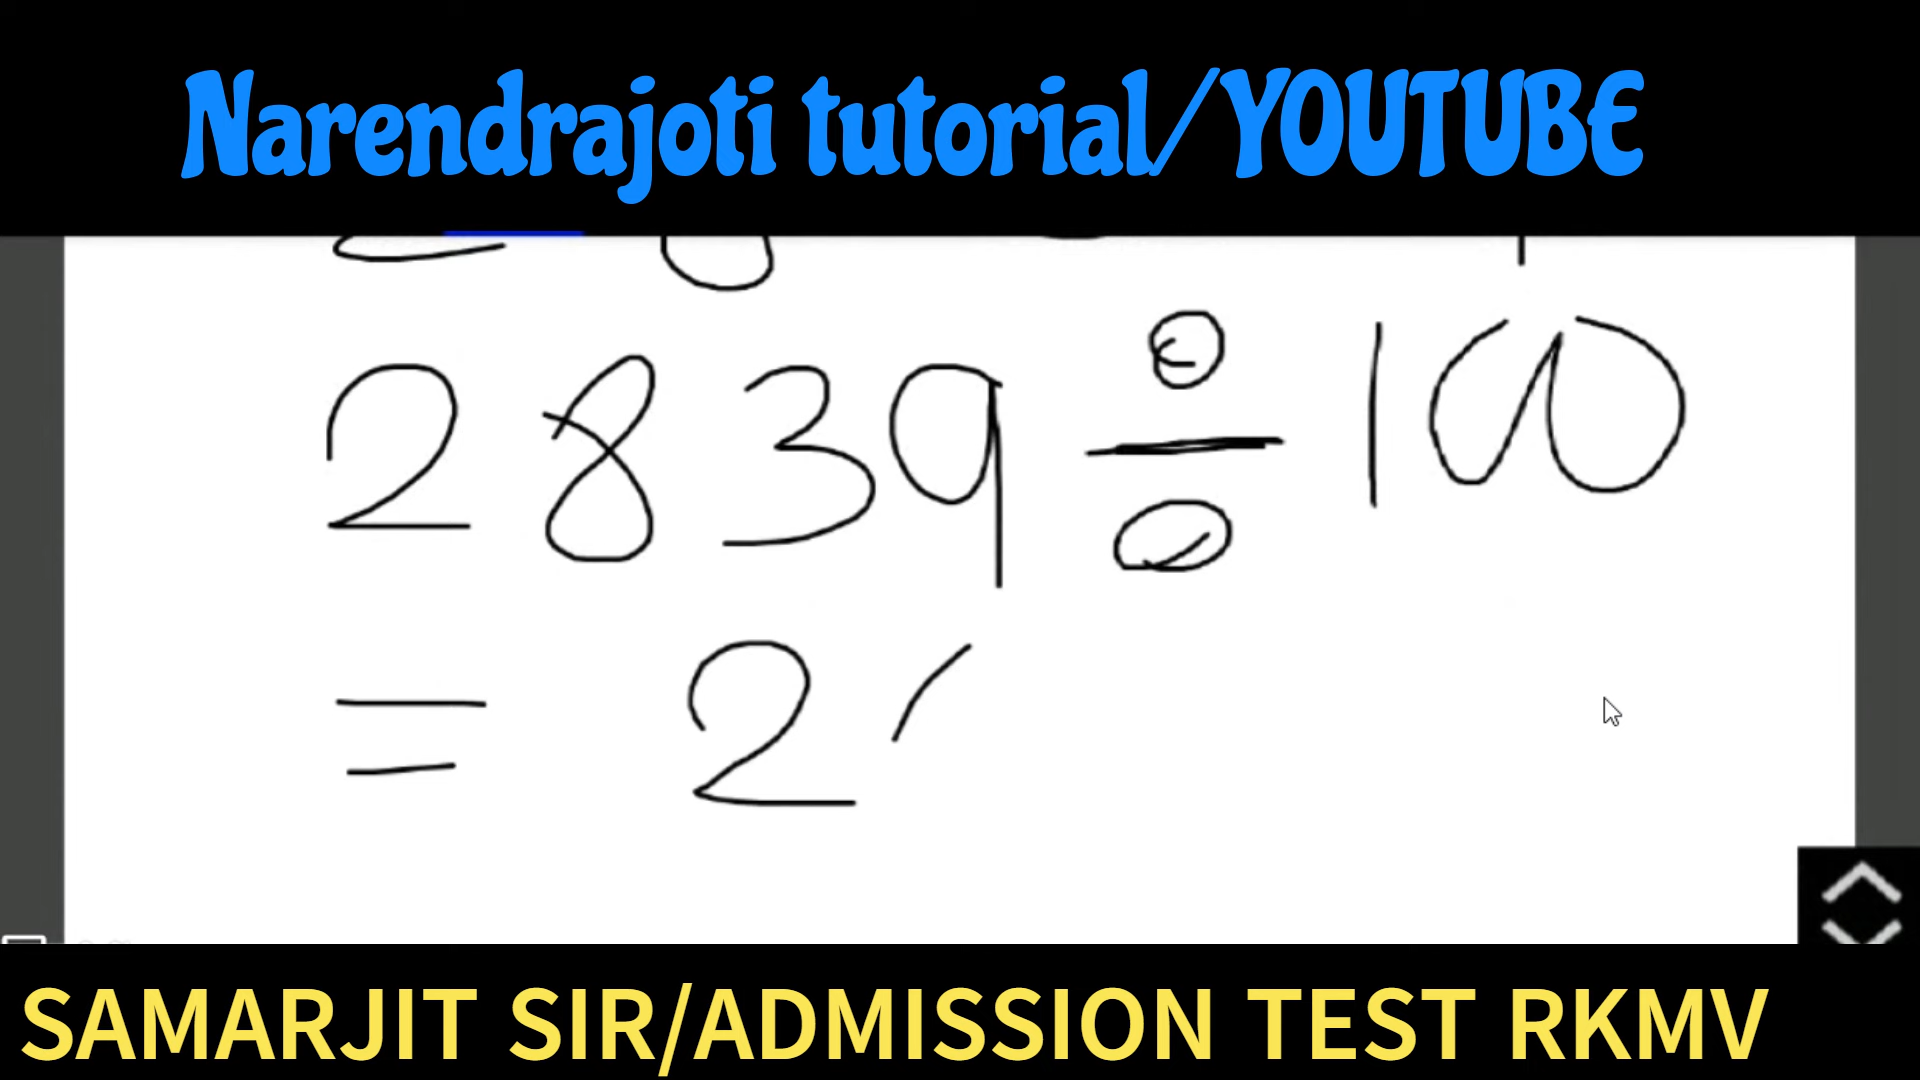 Narendrajoti tutorial/YOUTUBE
2839 ÷ 100
= 2
SAMARJIT SIR/ADMISSION TEST RKMV